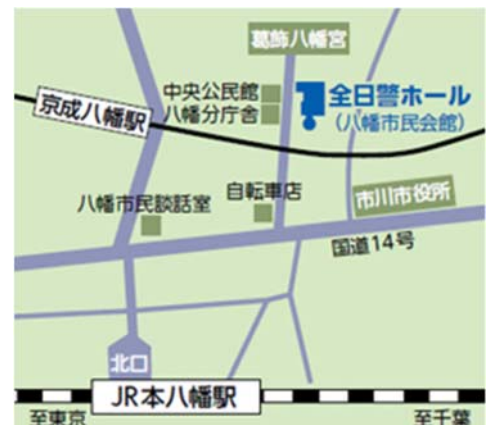 葛飾八幡宮
中央公民館
八幡分庁舎
全日警ホール
(八幡市民会館)
京成八幡駅
八幡市民談話室
自転車店
市川市役所
国道14号
北口
JR本八幡駅
至東京
至千葉